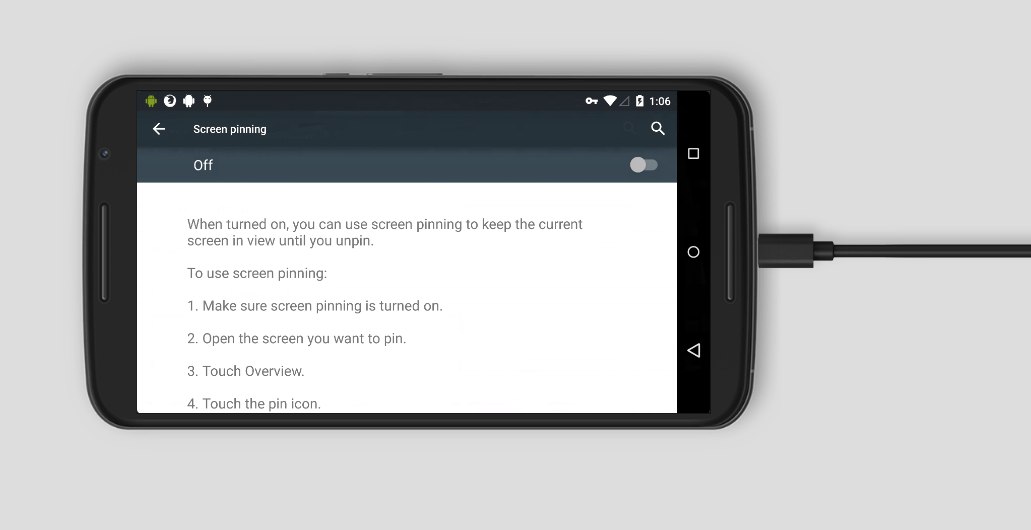 1:06
Screen pinning
Off
When turned on, you can use screen pinning to keep the current
screen in view until you unpin.
To use screen pinning:
1. Make sure screen pinning is turned on.
2. Open the screen you want to pin.
3. Touch Overview.
4. Touch the pin icon.